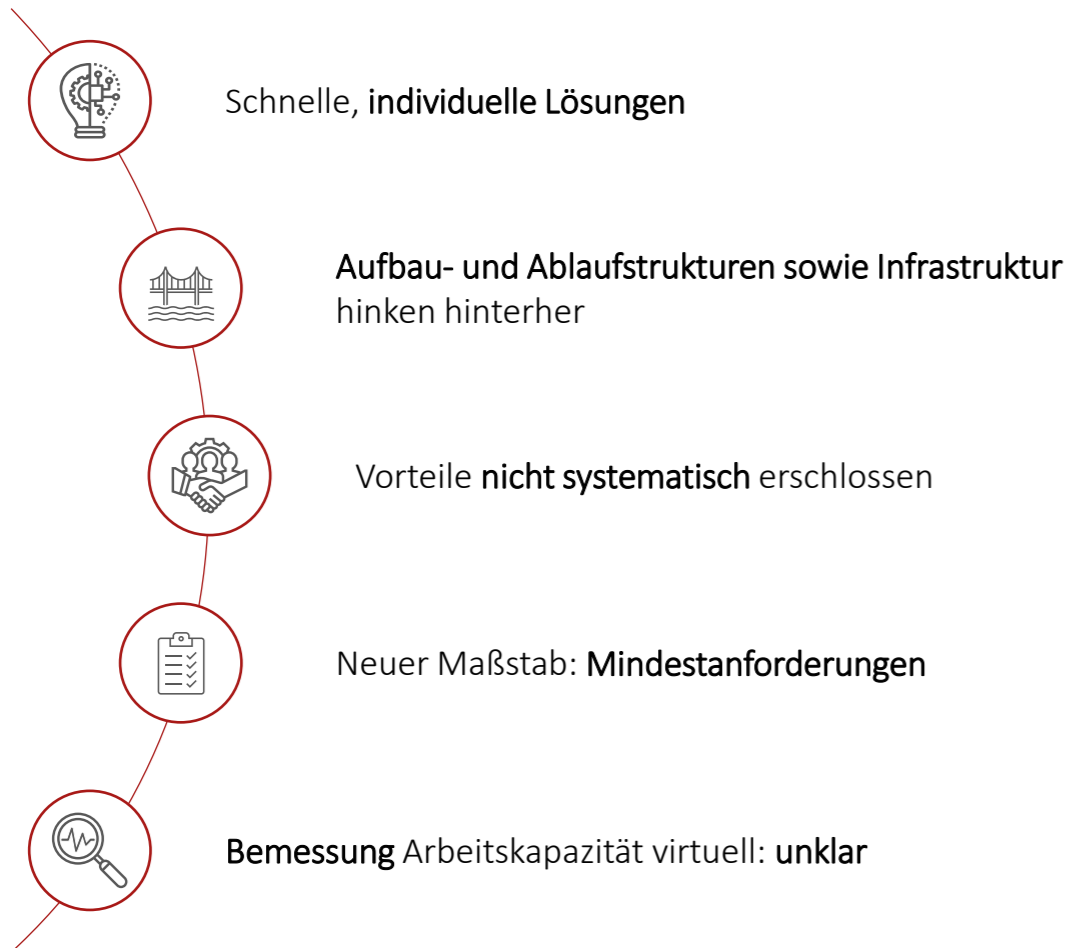 Schnelle, individuelle Lösungen
Aufbau- und Ablaufstrukturen sowie Infrastruktur
hinken hinterher
Vorteile nicht systematisch erschlossen
Neuer Maßstab: Mindestanforderungen
Bemessung Arbeitskapazität virtuell: unklar